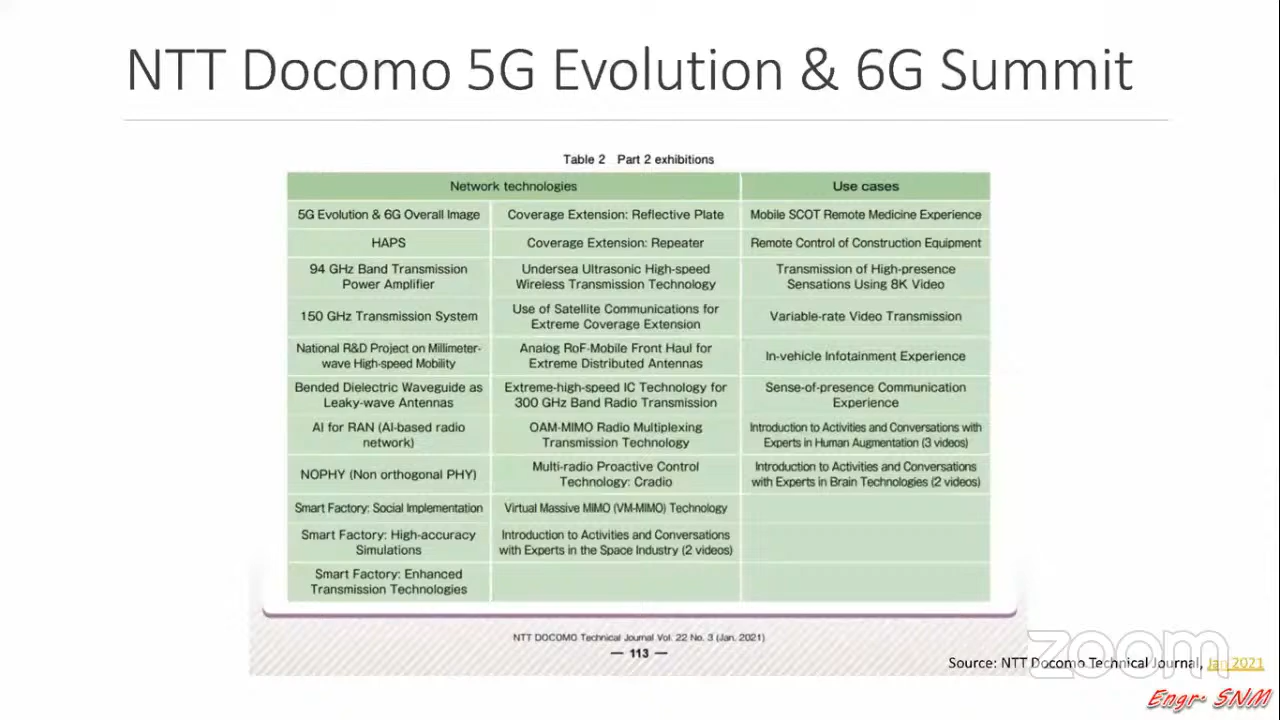 NTT Docomo 5G Evolution & 6G Summit
Table 2 Part 2 exhibitions
Network technologies
Use cases
5G Evolution & 6G Overall Image
Coverage Extension: Reflective Plate
Mobile SCOT Remote Medicine Experience
HAPS
Coverage Extension: Repeater
Remote Control of Construction Equipment
94 GHz Band Transmission
Power Amplifier
Undersea Ultrasonic High-speed
Wireless Transmission Technology
Transmission of High-presence
Sensations Using 8K Video
150 GHz Transmission System
Use of Satellite Communications for
Extreme Coverage Extension
Variable-rate Video Transmission
National R&D Project on Millimeter-
wave High-speed Mobility
Analog RoF-Mobile Front Haul for
Extreme Distributed Antennas
In-vehicle Infotainment Experience
Bended Dielectric Waveguide as
Leaky-wave Antennas
Extreme-high-speed IC Technology for
300 GHz Band Radio Transmission
Sense-of-presence Communication
Experience
AI for RAN (AI-based radio
network)
OAM-MIMO Radio Multiplexing
Transmission Technology
Introduction to Activities and Conversations with
Experts in Human Augmentation (3 videos)
NOPHY (Non orthogonal PHY)
Multi-radio Proactive Control
Technology: Cradio
Introduction to Activities and Conversations
with Experts in Brain Technologies (2 videos)
Smart Factory: Social Implementation
Virtual Massive MIMO (VM-MIMO) Technology
Smart Factory: High-accuracy
Simulations
Introduction to Activities and Conversations
with Experts in the Space Industry (2 videos)
Smart Factory: Enhanced
Transmission Technologies
NTT DOCOMO Technical Journal Vol. 22 No. 3 (Jan. 2021)
— 113 —
zoom
Source: NTT Docomo Technical Journal, Jan 2021
Engr. SNM